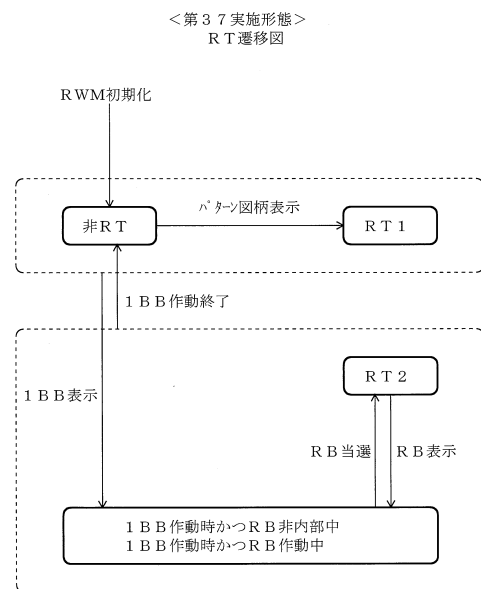 ＜第３７実施形態＞
ＲＴ遷移図
ＲＷＭ初期化
非ＲＴ
ﾊﾟﾀｰﾝ図柄表示
ＲＴ１
１ＢＢ作動終了
１ＢＢ表示
ＲＴ２
ＲＢ当選
ＲＢ表示
１ＢＢ作動時かつＲＢ非内部中
１ＢＢ作動時かつＲＢ作動中